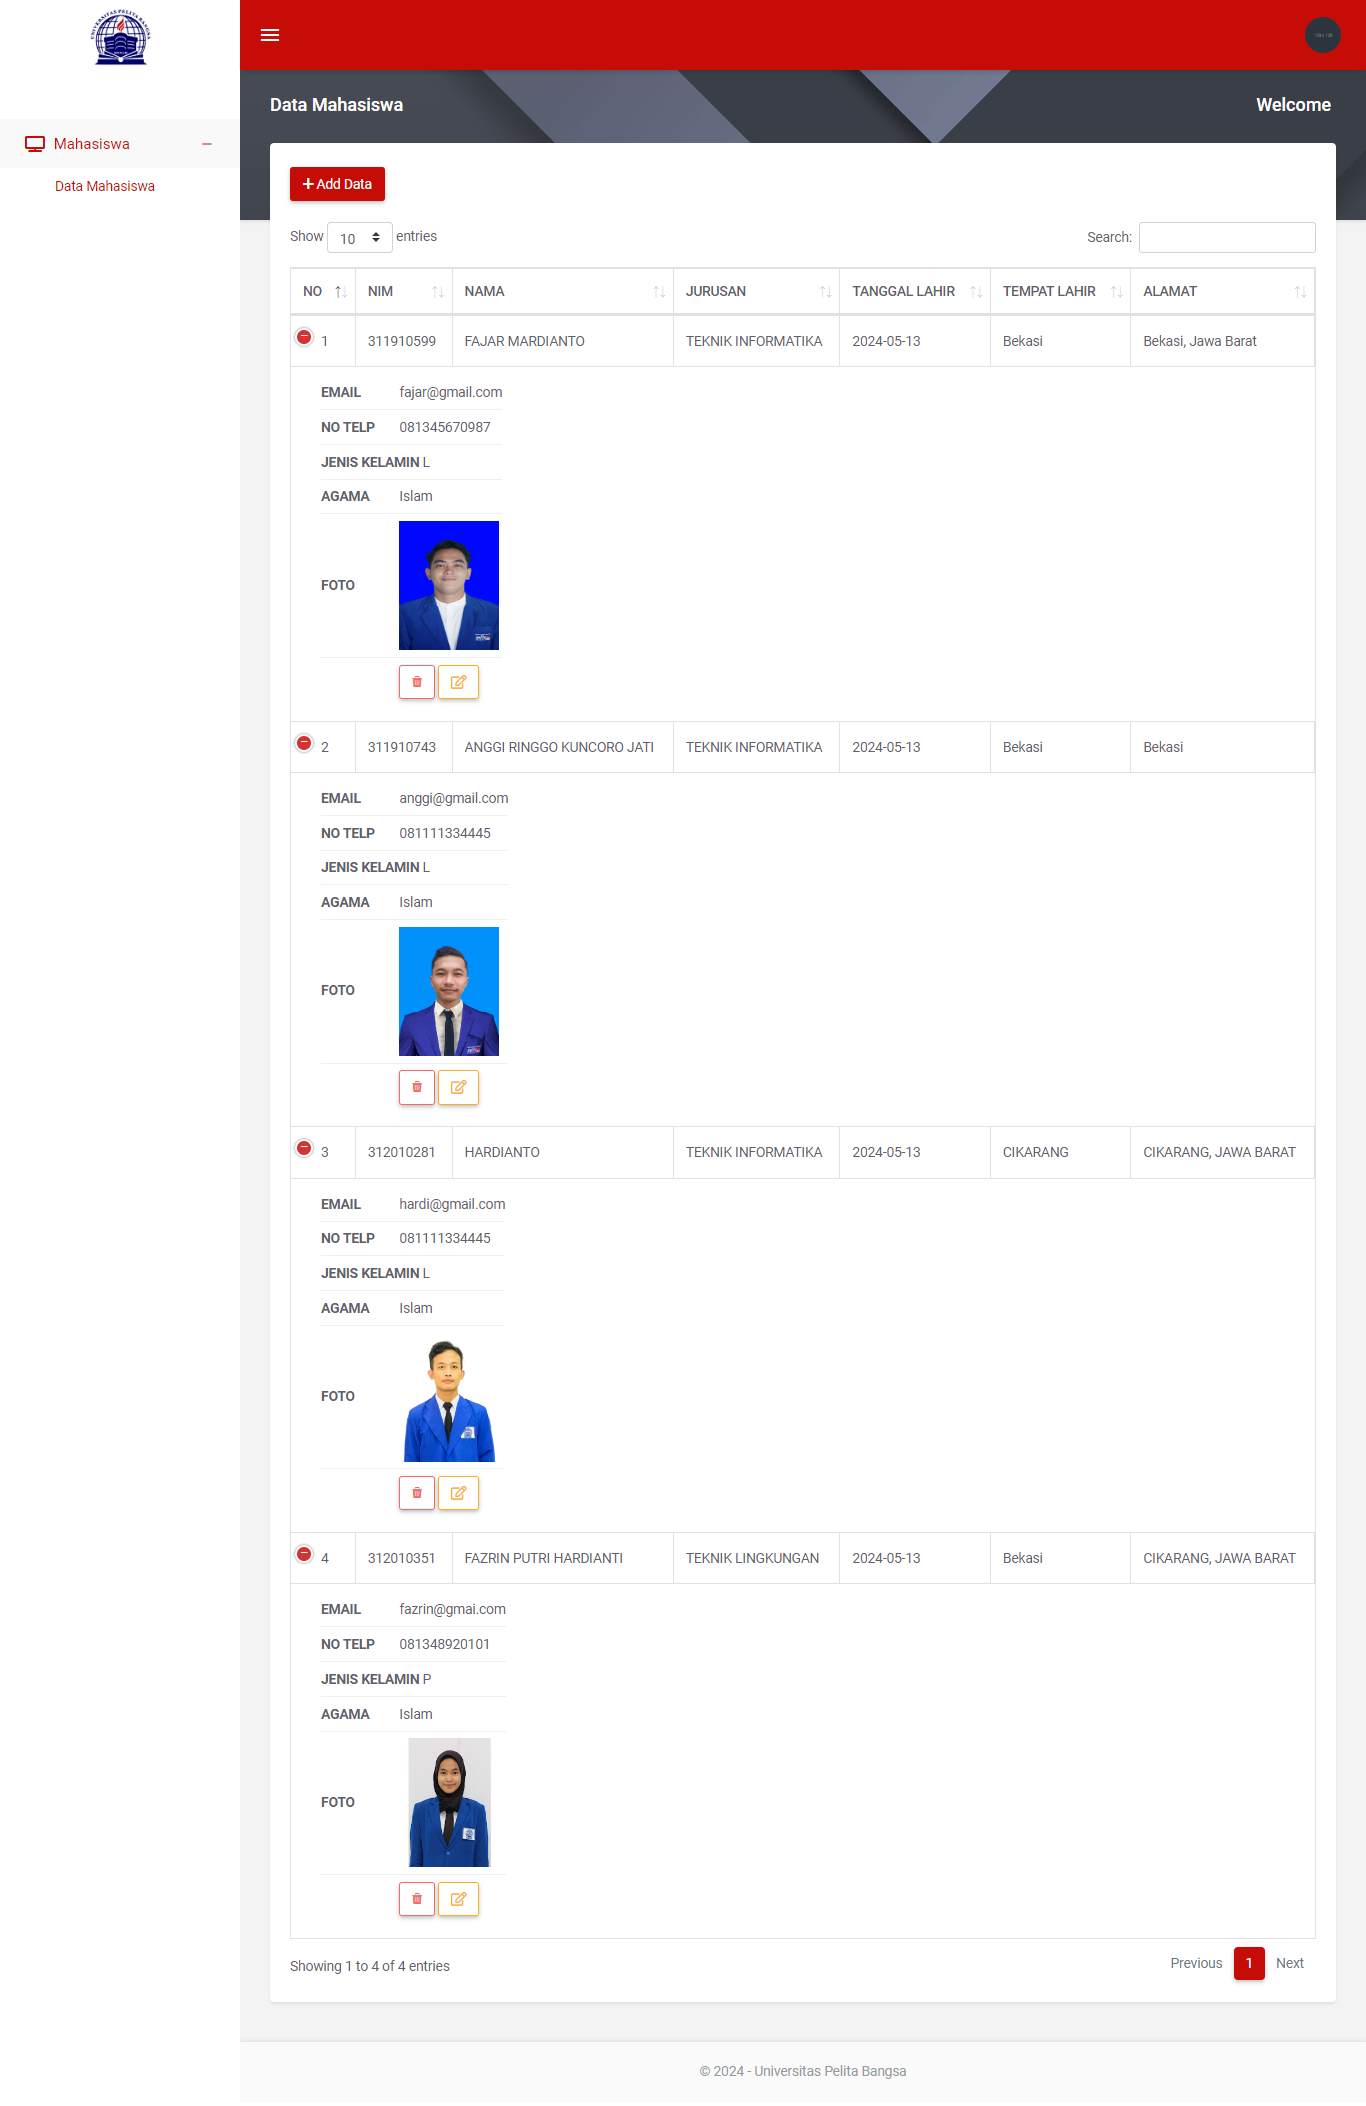 UNIVERSITAS PELITA BANGSA
Data Mahasiswa
Welcome
Mahasiswa
Data Mahasiswa
Add Data
Show 10 entries
Search:
NO NIM NAMA JURUSAN TANGGAL LAHIR TEMPAT LAHIR ALAMAT
1 311910599 FAJAR MARDIANTO TEKNIK INFORMATIKA 2024-05-13 Bekasi Bekasi, Jawa Barat
EMAIL fajar@gmail.com
NO TELP 081345670987
JENIS KELAMIN L
AGAMA Islam
FOTO
2 311910743 ANGGI RINGGO KUNCORO JATI TEKNIK INFORMATIKA 2024-05-13 Bekasi Bekasi
EMAIL anggi@gmail.com
NO TELP 081111334445
JENIS KELAMIN L
AGAMA Islam
FOTO
3 312010281 HARDIANTO TEKNIK INFORMATIKA 2024-05-13 CIKARANG CIKARANG, JAWA BARAT
EMAIL hardi@gmail.com
NO TELP 081111334445
JENIS KELAMIN L
AGAMA Islam
FOTO
4 312010351 FAZRIN PUTRI HARDIANTI TEKNIK LINGKUNGAN 2024-05-13 Bekasi CIKARANG, JAWA BARAT
EMAIL fazrin@gmai.com
NO TELP 081348920101
JENIS KELAMIN P
AGAMA Islam
FOTO
Showing 1 to 4 of 4 entries
Previous 1 Next
© 2024 - Universitas Pelita Bangsa